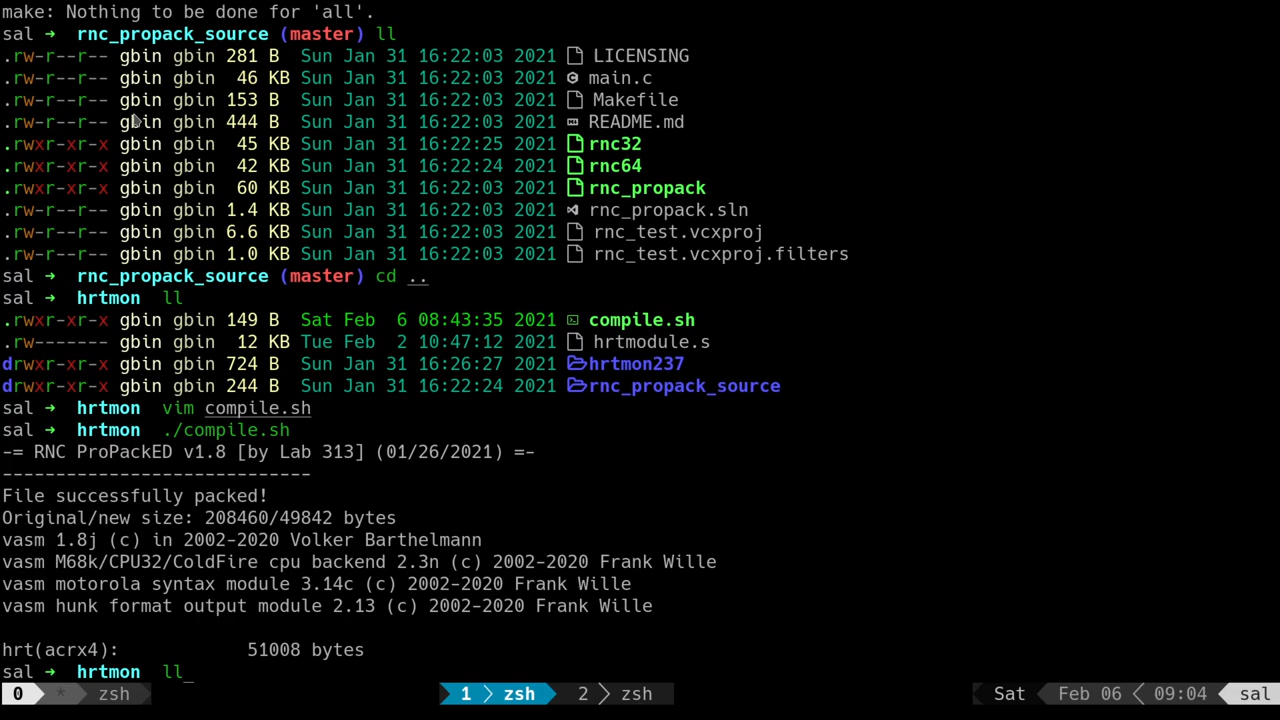 make: Nothing to be done for 'all'.
sal ➜ rnc_propack_source (master) ll
.rw-r--r-- gbin gbin 281 B Sun Jan 31 16:22:03 2021 LICENSING
.rw-r--r-- gbin gbin 46 KB Sun Jan 31 16:22:03 2021 main.c
.rw-r--r-- gbin gbin 153 B Sun Jan 31 16:22:03 2021 Makefile
.rw-r--r-- gbin gbin 444 B Sun Jan 31 16:22:03 2021 README.md
.rwxr-xr-x gbin gbin 45 KB Sun Jan 31 16:22:25 2021 rnc32
.rwxr-xr-x gbin gbin 42 KB Sun Jan 31 16:22:24 2021 rnc64
.rwxr-xr-x gbin gbin 60 KB Sun Jan 31 16:22:03 2021 rnc_propack
.rw-r--r-- gbin gbin 1.4 KB Sun Jan 31 16:22:03 2021 rnc_propack.sln
.rw-r--r-- gbin gbin 6.6 KB Sun Jan 31 16:22:03 2021 rnc_test.vcxproj
.rw-r--r-- gbin gbin 1.0 KB Sun Jan 31 16:22:03 2021 rnc_test.vcxproj.filters
sal ➜ rnc_propack_source (master) cd ..
sal ➜ hrtmon ll
.rwxr-xr-x gbin gbin 149 B Sat Feb 6 08:43:35 2021 compile.sh
.rw------- gbin gbin 12 KB Tue Feb 2 10:47:12 2021 hrtmodule.s
drwxr-xr-x gbin gbin 724 B Sun Jan 31 16:26:27 2021 hrtmon237
drwxr-xr-x gbin gbin 244 B Sun Jan 31 16:22:24 2021 rnc_propack_source
sal ➜ hrtmon vim compile.sh
sal ➜ hrtmon ./compile.sh
-= RNC ProPackED v1.8 [by Lab 313] (01/26/2021) =-
-----------------------------
File successfully packed!
Original/new size: 208460/49842 bytes
vasm 1.8j (c) in 2002-2020 Volker Barthelmann
vasm M68k/CPU32/ColdFire cpu backend 2.3n (c) 2002-2020 Frank Wille
vasm motorola syntax module 3.14c (c) 2002-2020 Frank Wille
vasm hunk format output module 2.13 (c) 2002-2020 Frank Wille
hrt(acrx4): 51008 bytes
sal ➜ hrtmon ll_
0 * zsh 1 zsh 2 zsh Sat Feb 06 09:04 sal